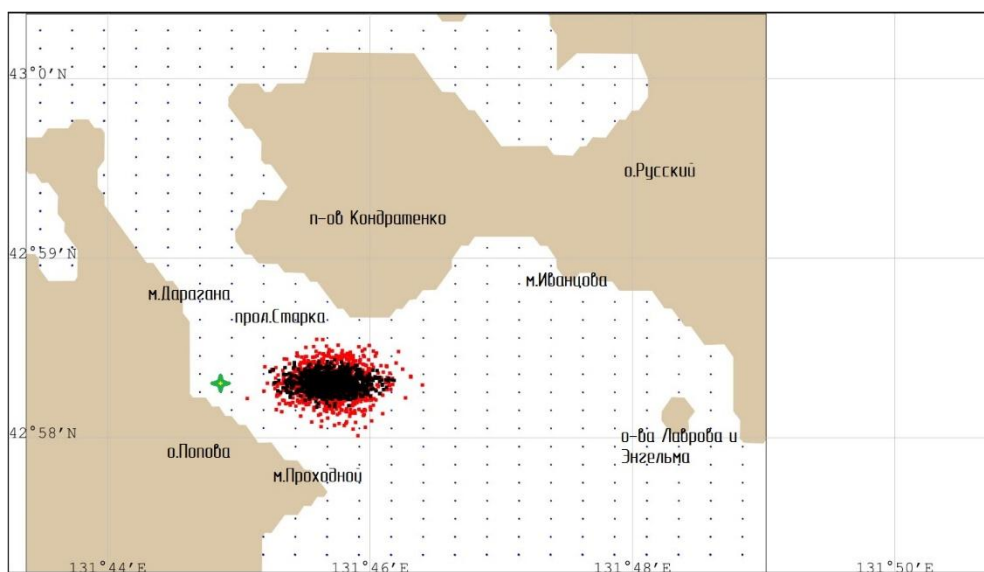 43°0'N
о.Русский
п-ов Кондратенко
42°59'N
м.Иванцова
м.Дарагана
прол.Старка
42°58'N
о-ва Лаврова и
Энгельма
о.Попова
м.Проходной
131°44'E
131°46'E
131°48'E
131°50'E